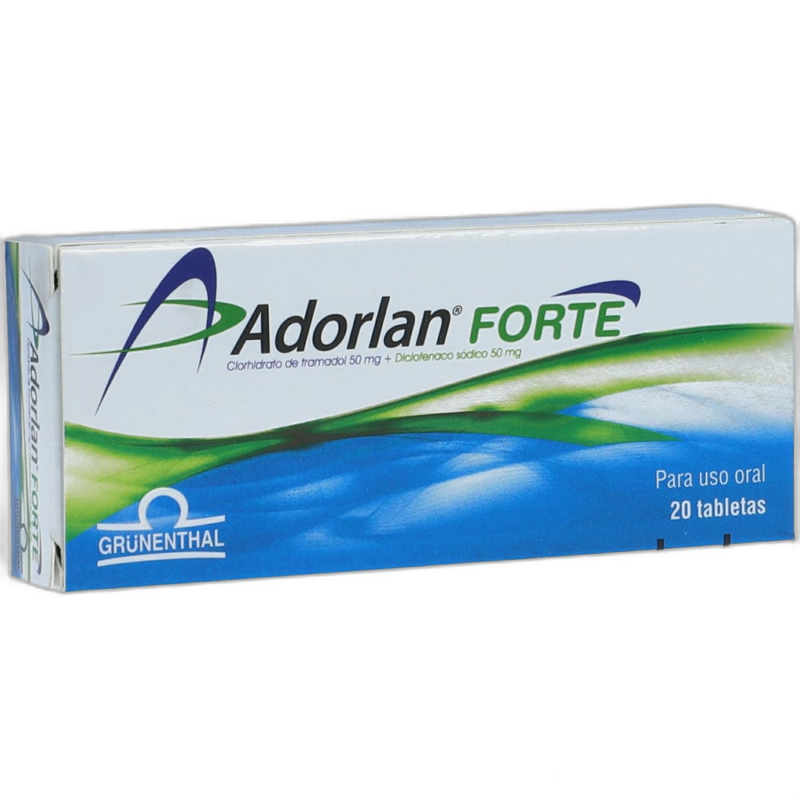 Adorlan® FORTE
Clorhidrato de tramadol 50 mg + Diclofenaco sódico 50 mg
Para uso oral
20 tabletas
GRÜNENTHAL
Adorlan® FORTE